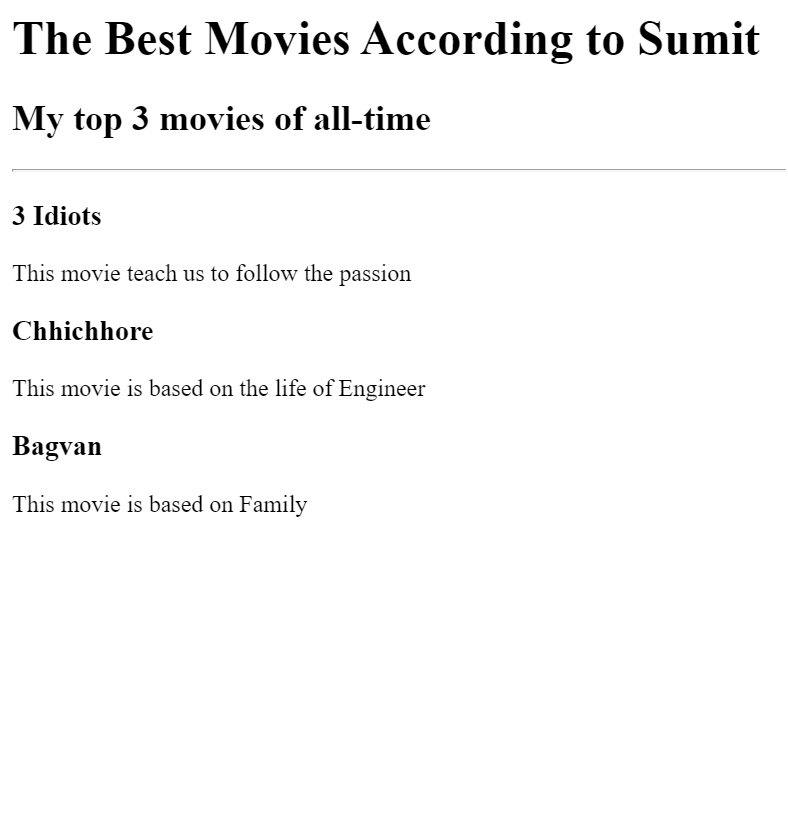 The Best Movies According to Sumit
My top 3 movies of all-time
3 Idiots
This movie teach us to follow the passion
Chhichhore
This movie is based on the life of Engineer
Bagvan
This movie is based on Family